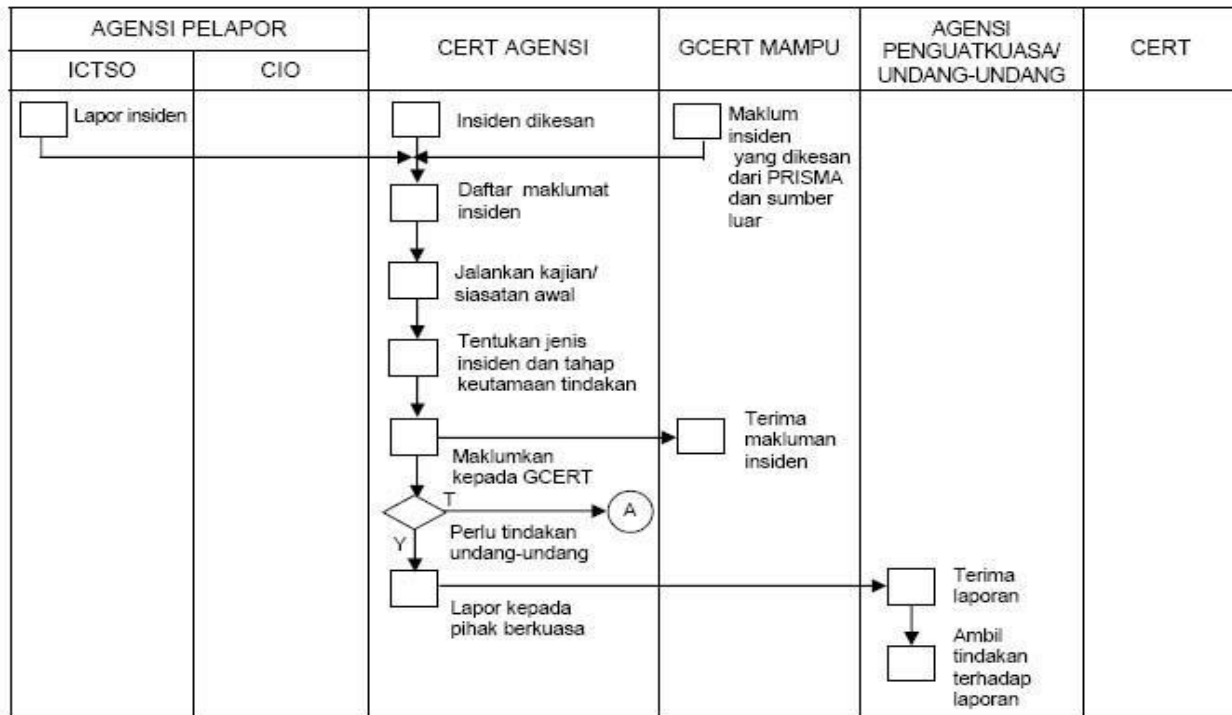 AGENSI PELAPOR
ICTSO
CIO
CERT AGENSI
GCERT MAMPU
AGENSI
PENGUATKUASA/
UNDANG-UNDANG
CERT
Lapor insiden
Insiden dikesan
Maklum
insiden
yang dikesan
dari PRISMA
dan sumber
luar
Daftar maklumat
insiden
Jalankan kajian/
siasatan awal
Tentukan jenis
insiden dan tahap
keutamaan tindakan
Maklumkan
kepada GCERT
Terima
makluman
insiden
T
A
Perlu tindakan
undang-undang
Y
Lapor kepada
pihak berkuasa
Terima
laporan
Ambil
tindakan
terhadap
laporan